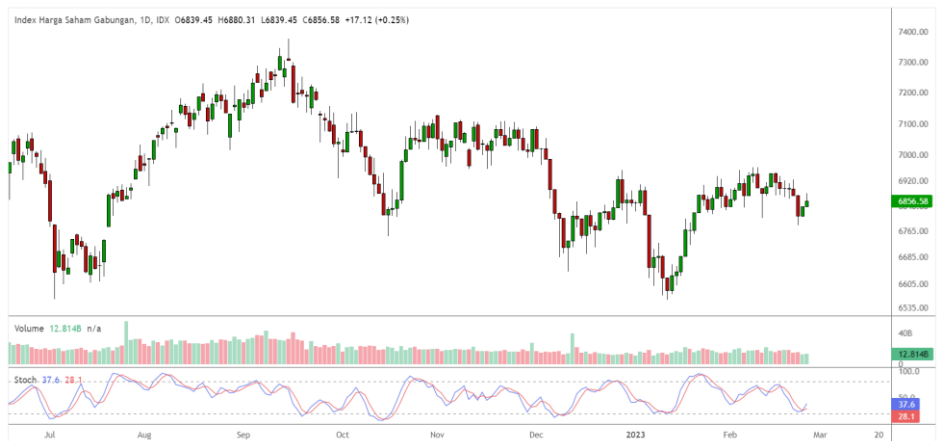 Index Harga Saham Gabungan, 1D, IDX O6839.45 H6880.31 L6839.45 C6856.58 +17.12 (+0.25%)
7400.00
7300.00
7200.00
7100.00
7000.00
6920.00
6856.58
6765.00
6685.00
6605.00
6535.00
Volume 12.814B n/a
40B
12.814B
Stoch 37.6 28.1
100.0
37.6
28.1
Jul Aug Sep Oct Nov Dec 2023 Feb Mar 20